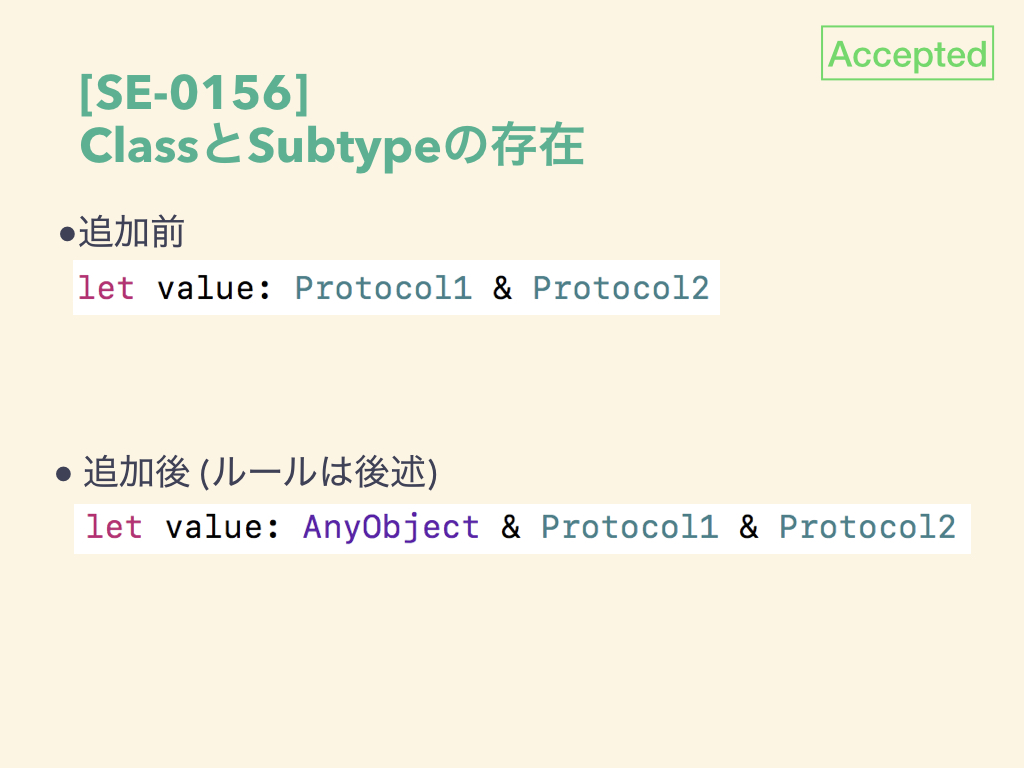 Accepted
[SE-0156]
ClassとSubtypeの存在
●追加前
let value: Protocol1 & Protocol2
● 追加後 (ルールは後述)
let value: AnyObject & Protocol1 & Protocol2